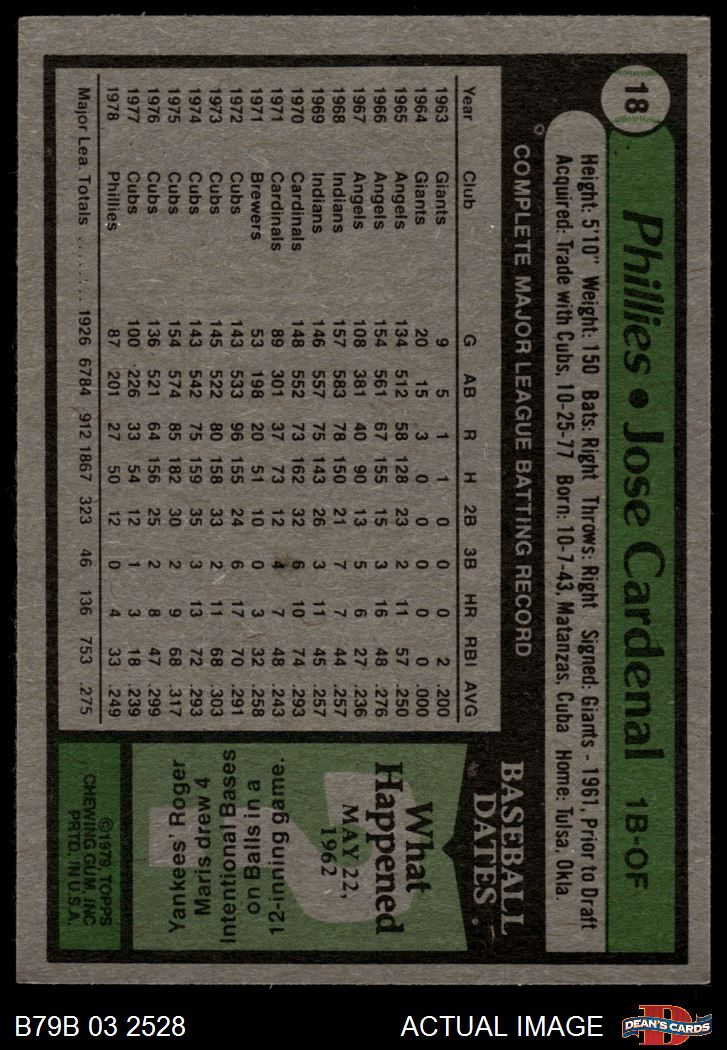 18
Phillies • Jose Cardenal 1B-OF
Height: 5'10" Weight: 150 Bats: Right Throws: Right Signed: Giants - 1961, Prior to Draft
Acquired: Trade with Cubs, 10-25-77 Born: 10-7-43, Matanzas, Cuba Home: Tulsa, Okla.
COMPLETE MAJOR LEAGUE BATTING RECORD
Year Club G AB R H 2B 3B HR RBI AVG
1963 Giants 9 5 1 1 0 0 0 2 .200
1964 Giants 20 15 3 0 0 0 0 0 .000
1965 Angels 134 512 58 128 23 2 11 57 .250
1966 Angels 154 561 67 155 15 3 16 48 .276
1967 Angels 108 381 40 90 13 5 6 27 .236
1968 Indians 157 583 78 150 21 7 7 44 .257
1969 Indians 146 557 75 143 26 3 11 45 .257
1970 Cardinals 148 552 73 162 32 6 10 74 .293
1971 Cardinals 89 301 37 73 12 4 7 48 .243
1971 Brewers 53 198 20 51 10 0 3 32 .258
1972 Cubs 143 533 96 155 24 6 17 70 .291
1973 Cubs 145 522 80 158 33 2 11 68 .303
1974 Cubs 143 542 75 159 35 3 13 72 .293
1975 Cubs 154 574 85 182 30 2 9 68 .317
1976 Cubs 136 521 64 156 25 2 8 47 .299
1977 Cubs 100 226 33 54 12 1 3 18 .239
1978 Phillies 87 201 27 50 12 0 4 33 .249
Major Lea. Totals ........ 1926 6784 912 1867 323 46 136 753 .275
BASEBALL
DATES
What
Happened
MAY 22,
1962
Yankees' Roger
Maris drew 4
Intentional Bases
on Balls in a
12-inning game.
©1979 TOPPS
CHEWING GUM, INC
PRTD. IN U.S.A.
B79B 03 2528
ACTUAL IMAGE
D
DEAN'S CARDS